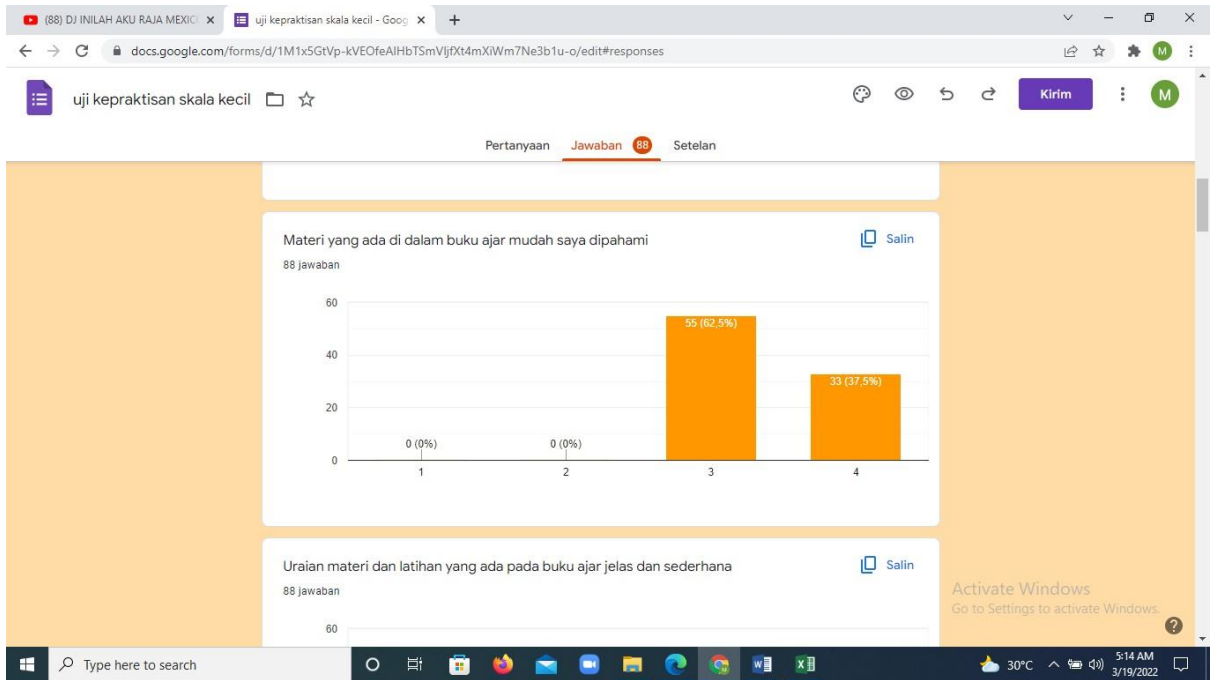 (88) DJ INILAH AKU RAJA MEXIC
uji kepraktisan skala kecil - Goog
docs.google.com/forms/d/1M1x5GtVp-kVEOfeAIHbTSmVIjfXt4mXiWm7Ne3b1u-o/edit#responses
M
uji kepraktisan skala kecil
Kirim
M
Pertanyaan Jawaban 88 Setelan
Materi yang ada di dalam buku ajar mudah saya dipahami
Salin
88 jawaban
60
40
20
0
55 (62,5%)
33 (37,5%)
0 (0%) 0 (0%)
1 2 3 4
Uraian materi dan latihan yang ada pada buku ajar jelas dan sederhana
Salin
88 jawaban
60
Activate Windows
Go to Settings to activate Windows.
Type here to search
30°C
5:14 AM
3/19/2022